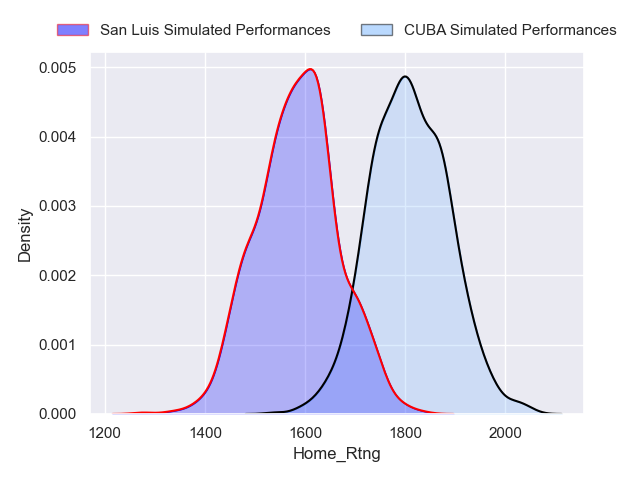 San Luis Simulated Performances CUBA Simulated Performances
0.005
0.004
0.003
0.002
0.001
0.000
Density
1200 1400 1600 1800 2000
Home_Rtng